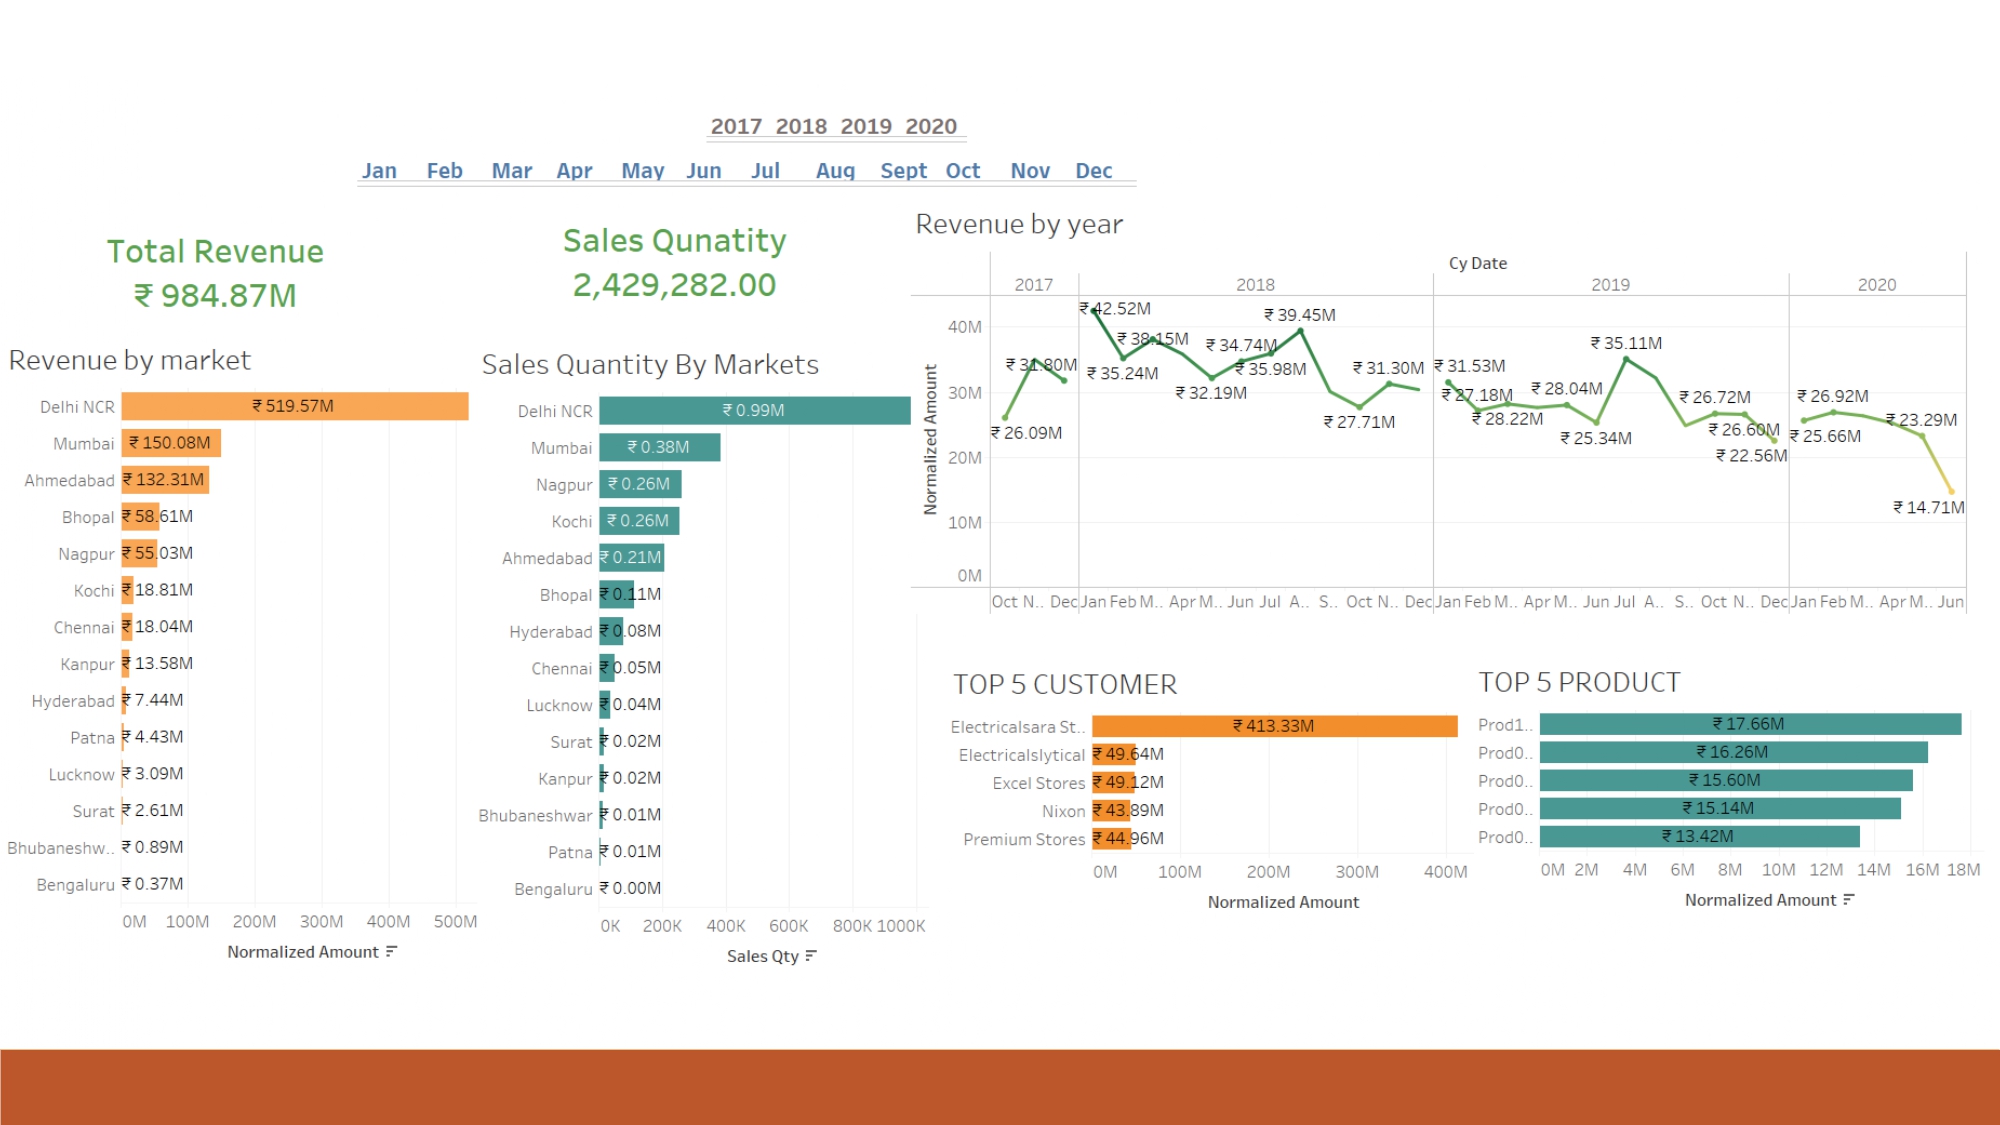 2017 2018 2019 2020
Jan Feb Mar Apr May Jun Jul Aug Sept Oct Nov Dec
Total Revenue
₹ 984.87M
Sales Qunatity
2,429,282.00
Revenue by market
Delhi NCR ₹ 519.57M
Mumbai ₹ 150.08M
Ahmedabad ₹ 132.31M
Bhopal ₹ 58.61M
Nagpur ₹ 55.03M
Kochi ₹ 18.81M
Chennai ₹ 18.04M
Kanpur ₹ 13.58M
Hyderabad ₹ 7.44M
Patna ₹ 4.43M
Lucknow ₹ 3.09M
Surat ₹ 2.61M
Bhubaneshw.. ₹ 0.89M
Bengaluru ₹ 0.37M
0M 100M 200M 300M 400M 500M
Normalized Amount
Sales Quantity By Markets
Delhi NCR ₹ 0.99M
Mumbai ₹ 0.38M
Nagpur ₹ 0.26M
Kochi ₹ 0.26M
Ahmedabad ₹ 0.21M
Bhopal ₹ 0.11M
Hyderabad ₹ 0.08M
Chennai ₹ 0.05M
Lucknow ₹ 0.04M
Surat ₹ 0.02M
Kanpur ₹ 0.02M
Bhubaneshwar ₹ 0.01M
Patna ₹ 0.01M
Bengaluru ₹ 0.00M
0K 200K 400K 600K 800K 1000K
Sales Qty
Revenue by year
Cy Date
2017 2018 2019 2020
Normalized Amount
40M
30M
20M
10M
0M
₹ 26.09M
₹ 31.80M
₹ 42.52M
₹ 35.24M
₹ 38.15M
₹ 32.19M
₹ 34.74M
₹ 35.98M
₹ 39.45M
₹ 27.71M
₹ 31.30M
₹ 31.53M
₹ 27.18M
₹ 28.22M
₹ 28.04M
₹ 25.34M
₹ 35.11M
₹ 26.72M
₹ 26.60M
₹ 22.56M
₹ 25.66M
₹ 26.92M
₹ 23.29M
₹ 14.71M
Oct N.. Dec Jan Feb M.. Apr M.. Jun Jul A.. S.. Oct N.. Dec Jan Feb M.. Apr M.. Jun Jul A.. S.. Oct N.. Dec Jan Feb M.. Apr M.. Jun
TOP 5 CUSTOMER
Electricalsara St.. ₹ 413.33M
Electricalslytical ₹ 49.64M
Excel Stores ₹ 49.12M
Nixon ₹ 43.89M
Premium Stores ₹ 44.96M
0M 100M 200M 300M 400M
Normalized Amount
TOP 5 PRODUCT
Prod1.. ₹ 17.66M
Prod0.. ₹ 16.26M
Prod0.. ₹ 15.60M
Prod0.. ₹ 15.14M
Prod0.. ₹ 13.42M
0M 2M 4M 6M 8M 10M 12M 14M 16M 18M
Normalized Amount